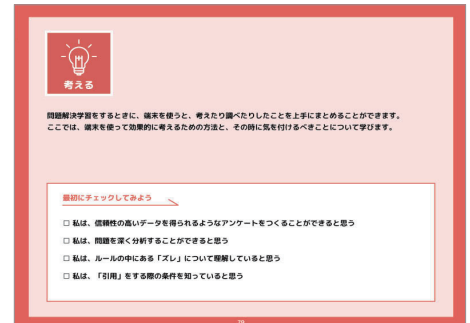 考える
問題解決学習をするときに、端末を使うと、考えたり調べたりしたことを上手にまとめることができます。
ここでは、端末を使って効果的に考えるための方法と、その時に気を付けるべきことについて学びます。
最初にチェックしてみよう
□ 私は、信頼性の高いデータを得られるようなアンケートをつくることができると思う
□ 私は、問題を深く分析することができると思う
□ 私は、ルールの中にある「ズレ」について理解していると思う
□ 私は、「引用」をする際の条件を知っていると思う